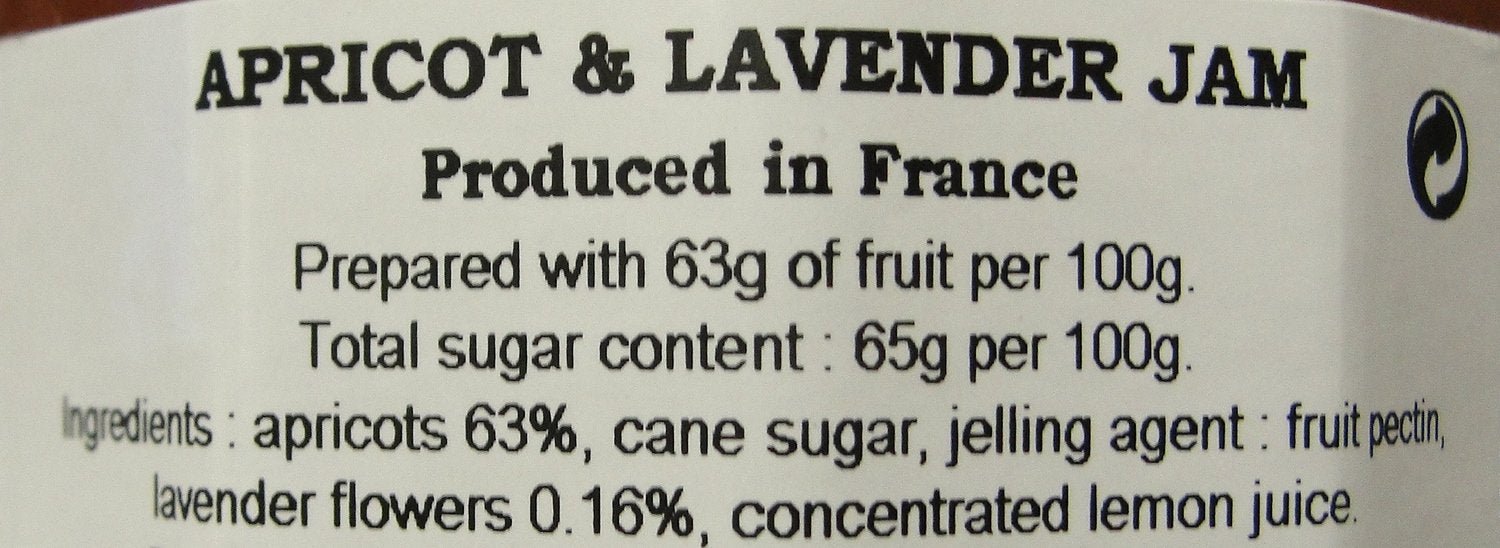 APRICOT & LAVENDER JAM
Produced in France
Prepared with 63g of fruit per 100g.
Total sugar content : 65g per 100g.
Ingredients : apricots 63%, cane sugar, jelling agent : fruit pectin,
lavender flowers 0.16%, concentrated lemon juice.